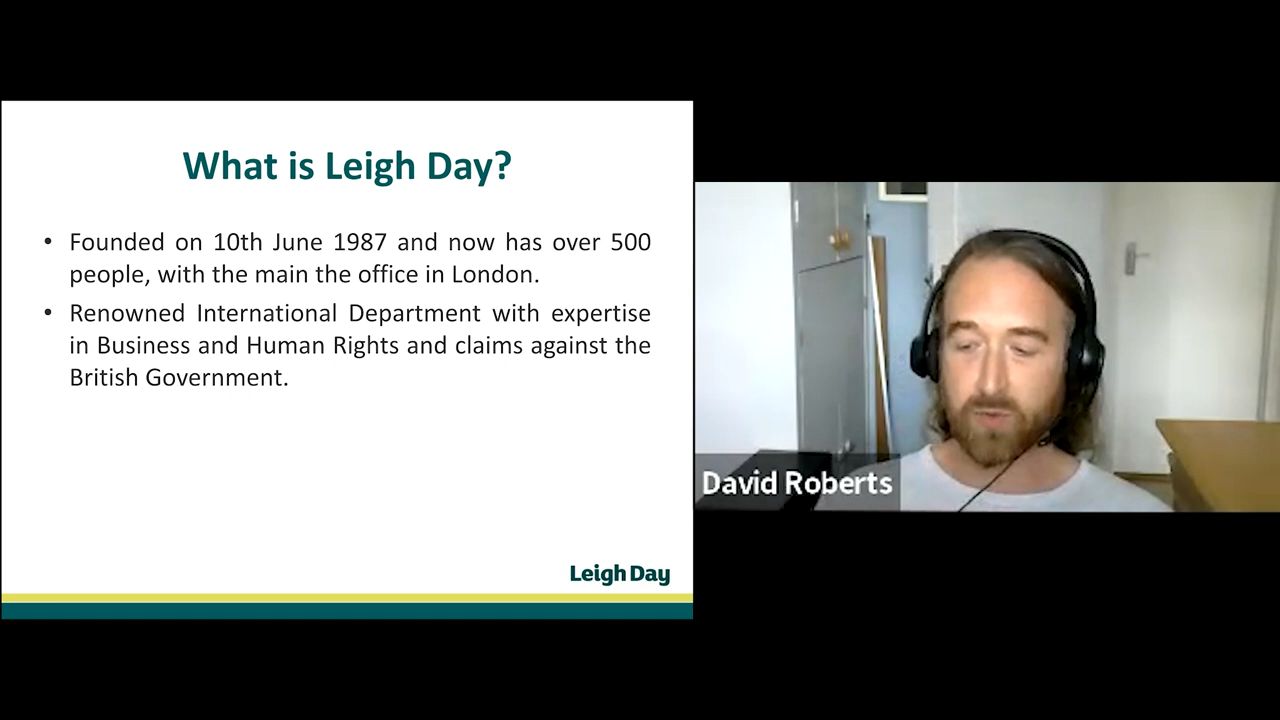 What is Leigh Day?
• Founded on 10th June 1987 and now has over 500
people, with the main the office in London.
• Renowned International Department with expertise
in Business and Human Rights and claims against the
British Government.
Leigh Day
David Roberts